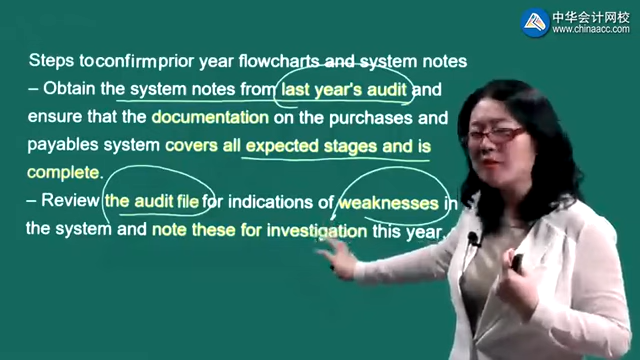 中华会计网校
www.chinaacc.com
Steps to confirm prior year flowcharts and system notes
– Obtain the system notes from last year's audit and
ensure that the documentation on the purchases and
payables system covers all expected stages and is
complete.
– Review the audit file for indications of weaknesses in
the system and note these for investigation this year.